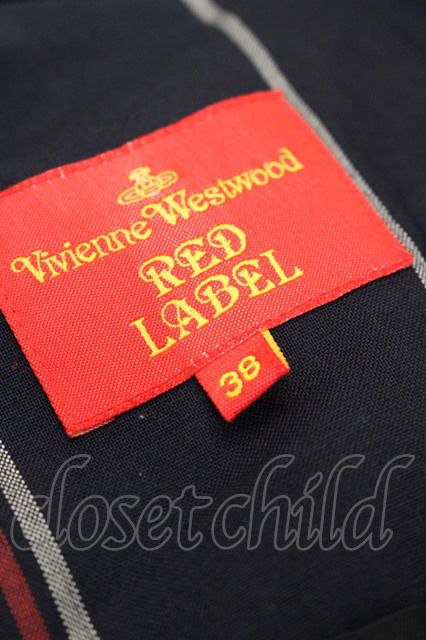 Vivienne Westwood
RED
LABEL
38
closetchild